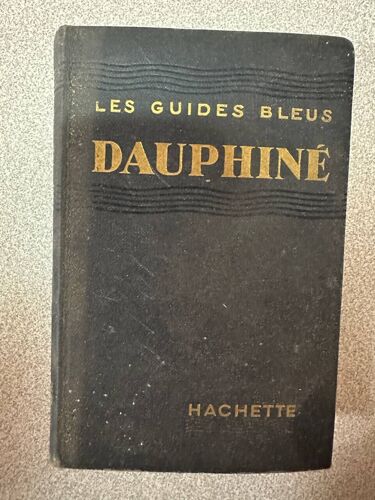 LES GUIDES BLEUS
DAUPHINÉ
HACHETTE